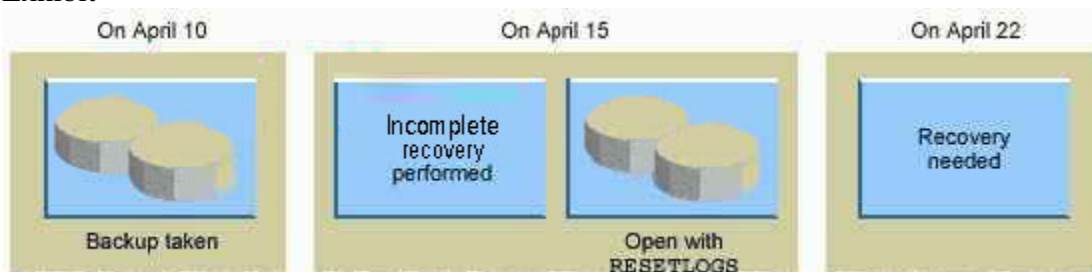 On April 10
On April 15
On April 22
Incomplete
recovery
performed
Recovery
needed
Backup taken
Open with
RESETLOGS